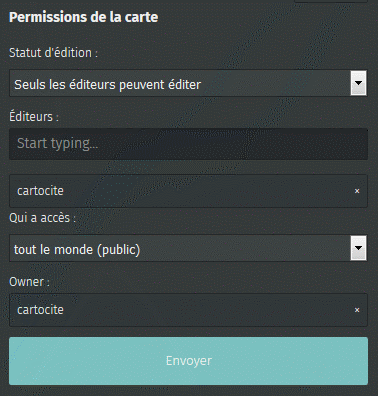 Permissions de la carte
Statut d'édition :
Seuls les éditeurs peuvent éditer
Éditeurs :
Start typing...
cartocite ×
Qui a accès :
tout le monde (public)
Owner :
cartocite ×
Envoyer